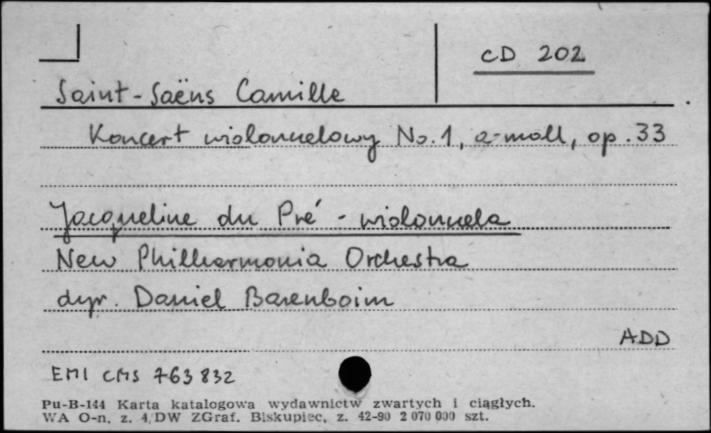 CD 202
Saint-Saëns Camille
Koncert wiolonczelowy No. 1, a-moll, op. 33
Jacqueline du Pré - wiolonczela
New Philharmonia Orchestra
dyr. Daniel Barenboim
ADD
EMI CMS 763 832
Pu-B-144 Karta katalogowa wydawnictw zwartych i ciągłych.
WA O-n, z. 4/DW ZGraf. Biskupiec, z. 42-90 2 070 000 szt.